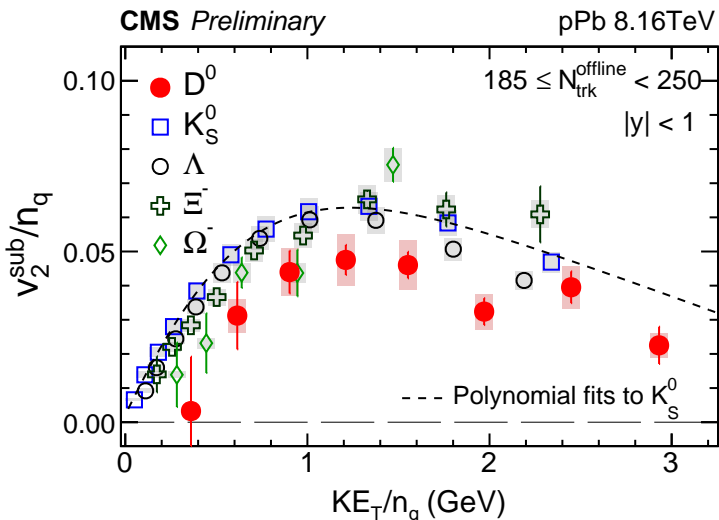 CMS Preliminary pPb 8.16TeV
185 ≤ N_trk^offline < 250
|y| < 1
D⁰
K_S^0
Λ
Ξ⁻
Ω⁻
Polynomial fits to K_S^0
v_2^sub/n_q
0.10
0.05
0.00
0 1 2 3
KE_T/n_q (GeV)